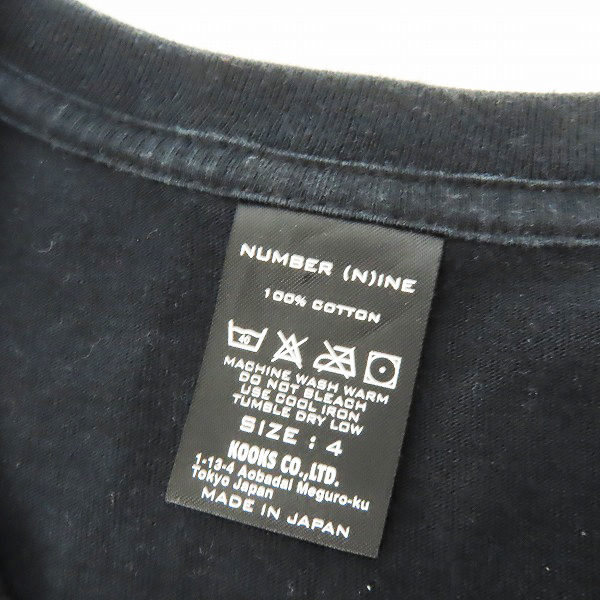 NUMBER (N)INE
100% COTTON
40
MACHINE WASH WARM
DO NOT BLEACH
USE COOL IRON
TUMBLE DRY LOW
SIZE : 4
KOOKS CO.,LTD.
1-13-4 Aobadai Meguro-ku
Tokyo Japan
MADE IN JAPAN